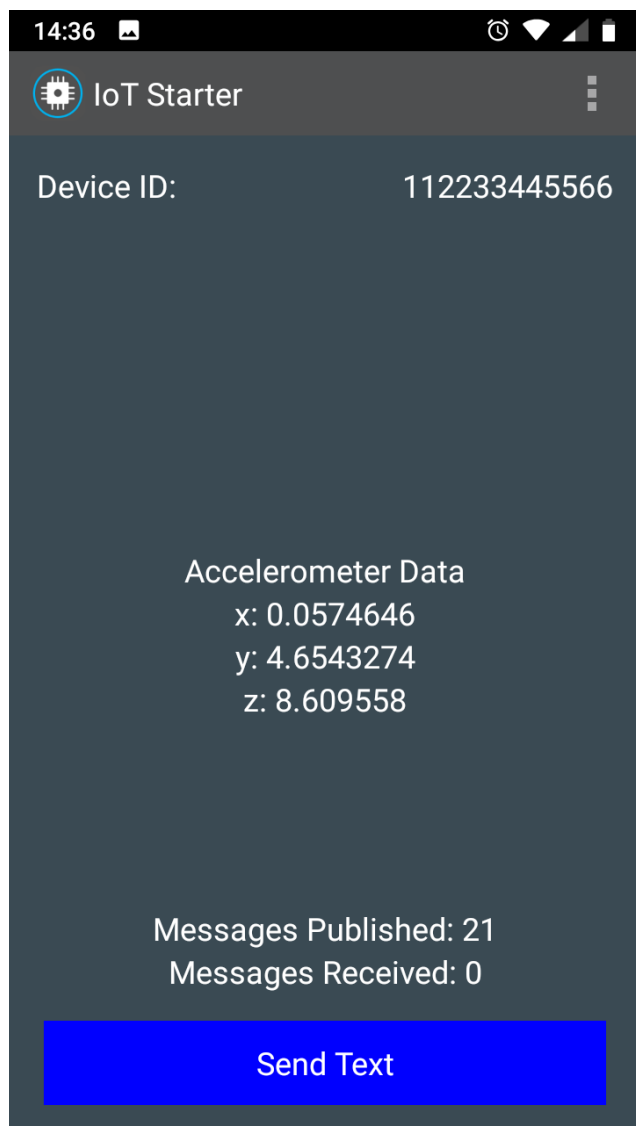 14:36
IoT Starter
Device ID: 112233445566
Accelerometer Data
x: 0.0574646
y: 4.6543274
z: 8.609558
Messages Published: 21
Messages Received: 0
Send Text